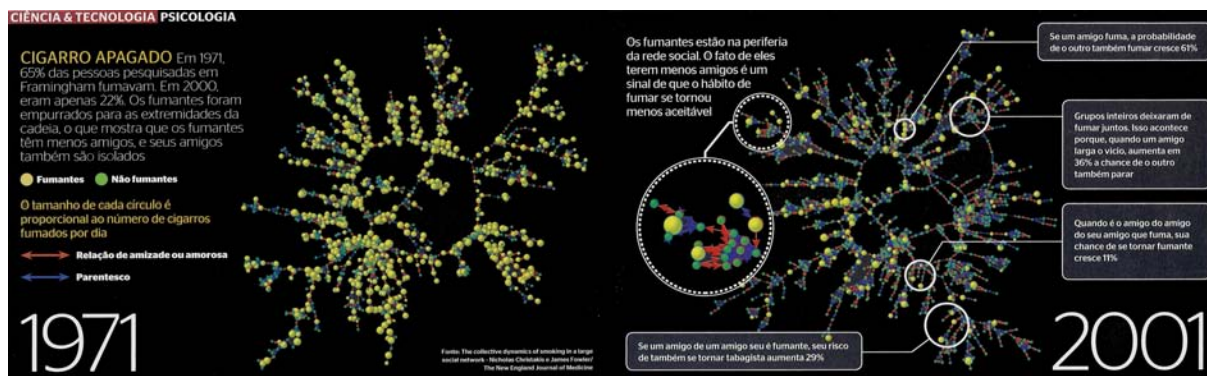 CIÊNCIA & TECNOLOGIA PSICOLOGIA
CIGARRO APAGADO Em 1971,
65% das pessoas pesquisadas em
Framingham fumavam. Em 2000,
eram apenas 22%. Os fumantes foram
empurrados para as extremidades da
cadeia, o que mostra que os fumantes
têm menos amigos, e seus amigos
também são isolados
Fumantes Não fumantes
O tamanho de cada círculo é
proporcional ao número de cigarros
fumados por dia
Relação de amizade ou amorosa
Parentesco
1971
Fonte: The collective dynamics of smoking in a large
social network - Nicholas Christakis e James Fowler/
The New England Journal of Medicine
Os fumantes estão na periferia
da rede social. O fato de eles
terem menos amigos é um
sinal de que o hábito de
fumar se tornou
menos aceitável
Se um amigo fuma, a probabilidade
de o outro também fumar cresce 61%
Grupos inteiros deixaram de
fumar juntos. Isso acontece
porque, quando um amigo
larga o vício, aumenta em
36% a chance de o outro
também parar
Quando é o amigo do amigo
do seu amigo que fuma, sua
chance de se tornar fumante
cresce 11%
Se um amigo de um amigo seu é fumante, seu risco
de também se tornar tabagista aumenta 29%
2001